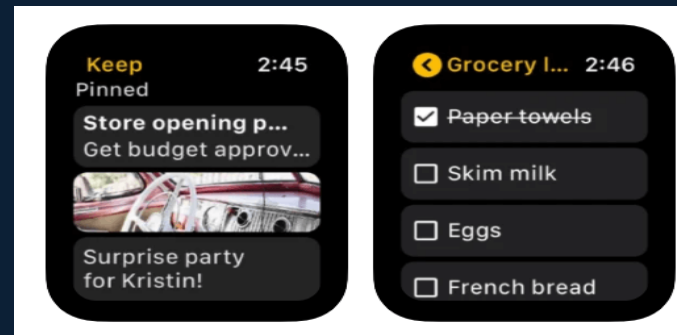 Keep 2:45
Pinned
Store opening p...
Get budget approv...
Surprise party
for Kristin!
Grocery l... 2:46
Paper towels
Skim milk
Eggs
French bread